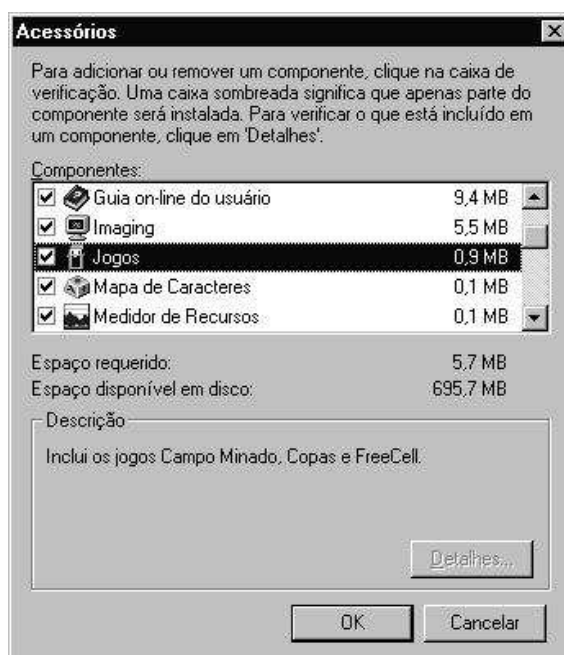 Acessórios
Para adicionar ou remover um componente, clique na caixa de
verificação. Uma caixa sombreada significa que apenas parte do
componente será instalada. Para verificar o que está incluído em
um componente, clique em 'Detalhes'.
Componentes:
Guia on-line do usuário 9,4 MB
Imaging 5,5 MB
Jogos 0,9 MB
Mapa de Caracteres 0,1 MB
Medidor de Recursos 0,1 MB
Espaço requerido: 5,7 MB
Espaço disponível em disco: 695,7 MB
Descrição
Inclui os jogos Campo Minado, Copas e FreeCell.
Detalhes...
OK Cancelar